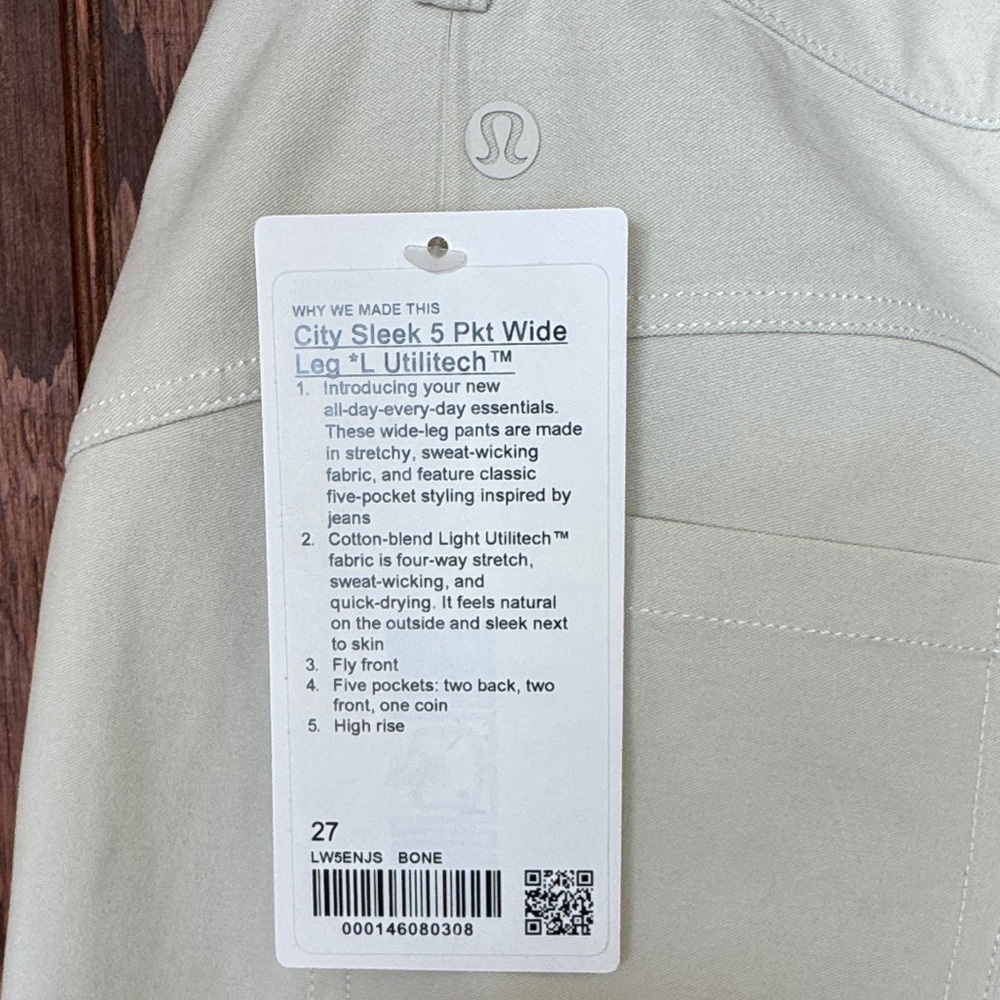 WHY WE MADE THIS
City Sleek 5 Pkt Wide
Leg *L Utilitech™
1. Introducing your new
all-day-every-day essentials.
These wide-leg pants are made
in stretchy, sweat-wicking
fabric, and feature classic
five-pocket styling inspired by
jeans
2. Cotton-blend Light Utilitech™
fabric is four-way stretch,
sweat-wicking, and
quick-drying. It feels natural
on the outside and sleek next
to skin
3. Fly front
4. Five pockets: two back, two
front, one coin
5. High rise
27
LW5ENJS BONE
000146080308